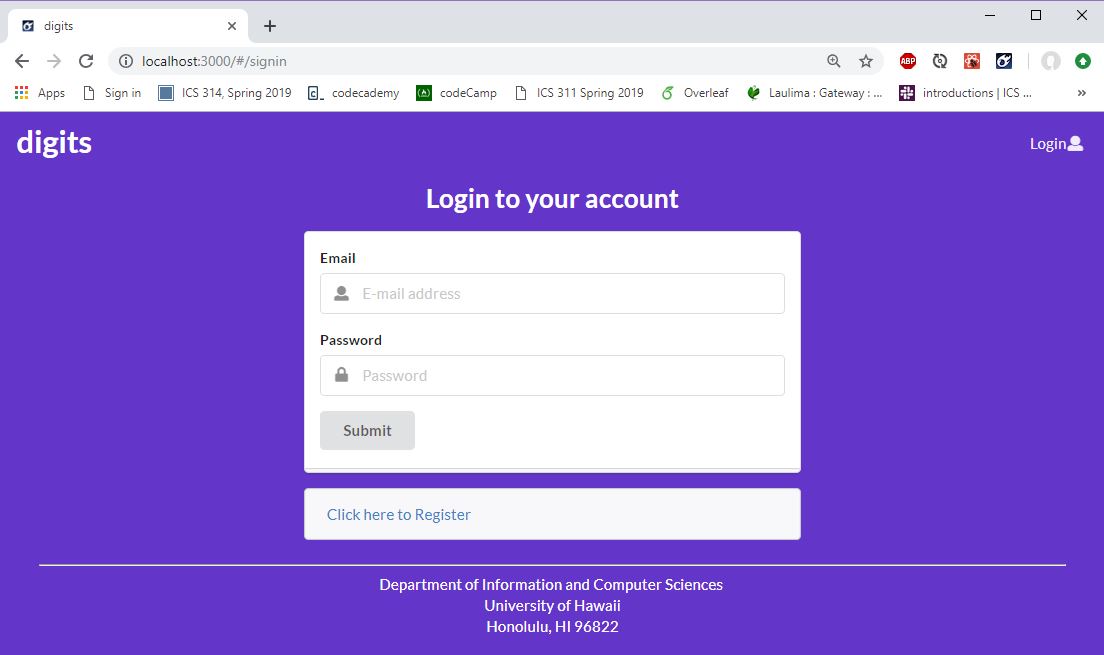 digits
localhost:3000/#/signin
ABP
Apps Sign in ICS 314, Spring 2019 codecademy codeCamp ICS 311 Spring 2019 Overleaf Laulima : Gateway : ... introductions | ICS ... »
digits
Login
Login to your account
Email
E-mail address
Password
Password
Submit
Click here to Register
Department of Information and Computer Sciences
University of Hawaii
Honolulu, HI 96822